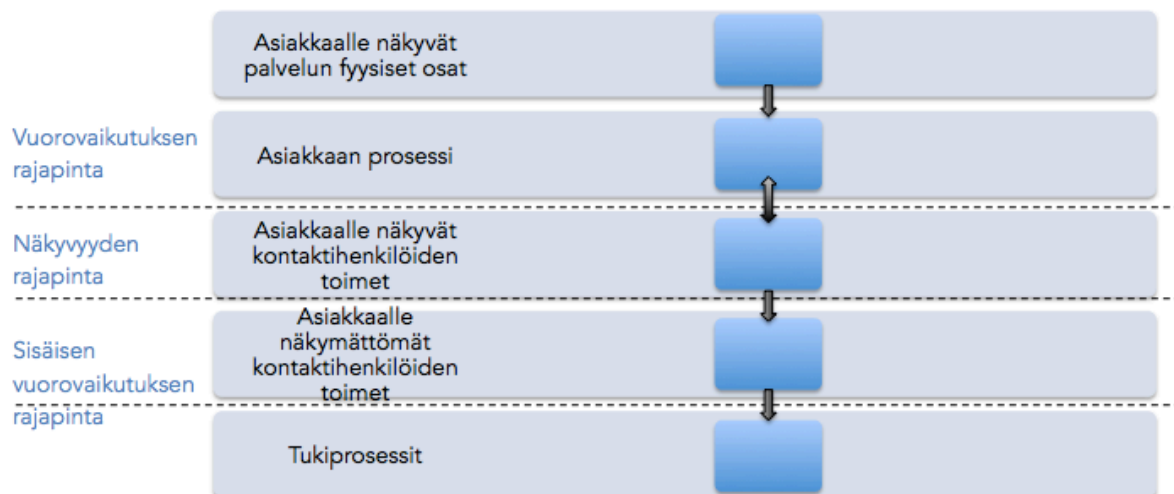 Asiakkaalle näkyvät
palvelun fyysiset osat
Vuorovaikutuksen
rajapinta
Asiakkaan prosessi
Näkyvyyden
rajapinta
Asiakkaalle näkyvät
kontaktihenkilöiden
toimet
Sisäisen
vuorovaikutuksen
rajapinta
Asiakkaalle
näkymättömät
kontaktihenkilöiden
toimet
Tukiprosessit